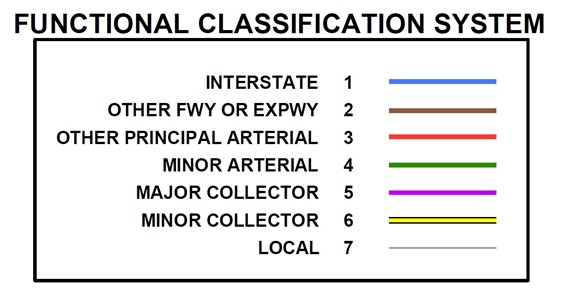 FUNCTIONAL CLASSIFICATION SYSTEM
INTERSTATE 1
OTHER FWY OR EXPWY 2
OTHER PRINCIPAL ARTERIAL 3
MINOR ARTERIAL 4
MAJOR COLLECTOR 5
MINOR COLLECTOR 6
LOCAL 7